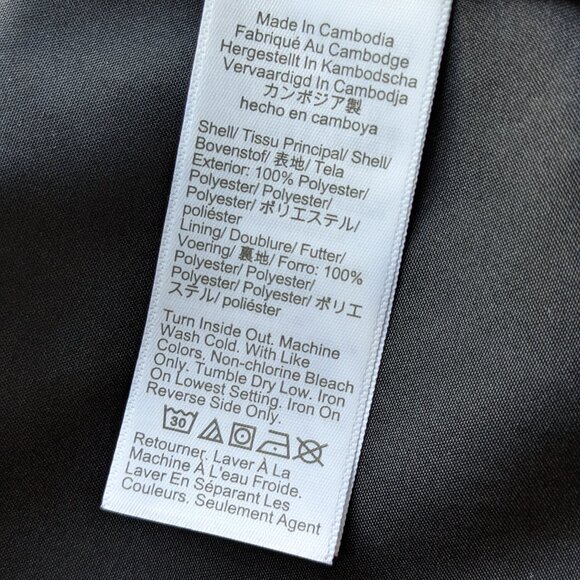 Made In Cambodia
Fabriqué Au Cambodge
Hergestellt In Kambodscha
Vervaardigd In Cambodja
カンボジア製
hecho en camboya
Shell/ Tissu Principal/ Shell/
Bovenstof/ 表地/ Tela
Exterior: 100% Polyester/
Polyester/ Polyester/
Polyester/ ポリエステル/
poliéster
Lining/ Doublure/ Futter/
Voering/ 裏地/ Forro: 100%
Polyester/ Polyester/
Polyester/ Polyester/ ポリエ
ステル/ poliéster
Turn Inside Out. Machine
Wash Cold. With Like
Colors. Non-chlorine Bleach
Only. Tumble Dry Low. Iron
On Lowest Setting. Iron On
Reverse Side Only.
30
Retourner. Laver À La
Machine À L'eau Froide.
Laver En Séparant Les
Couleurs. Seulement Agent